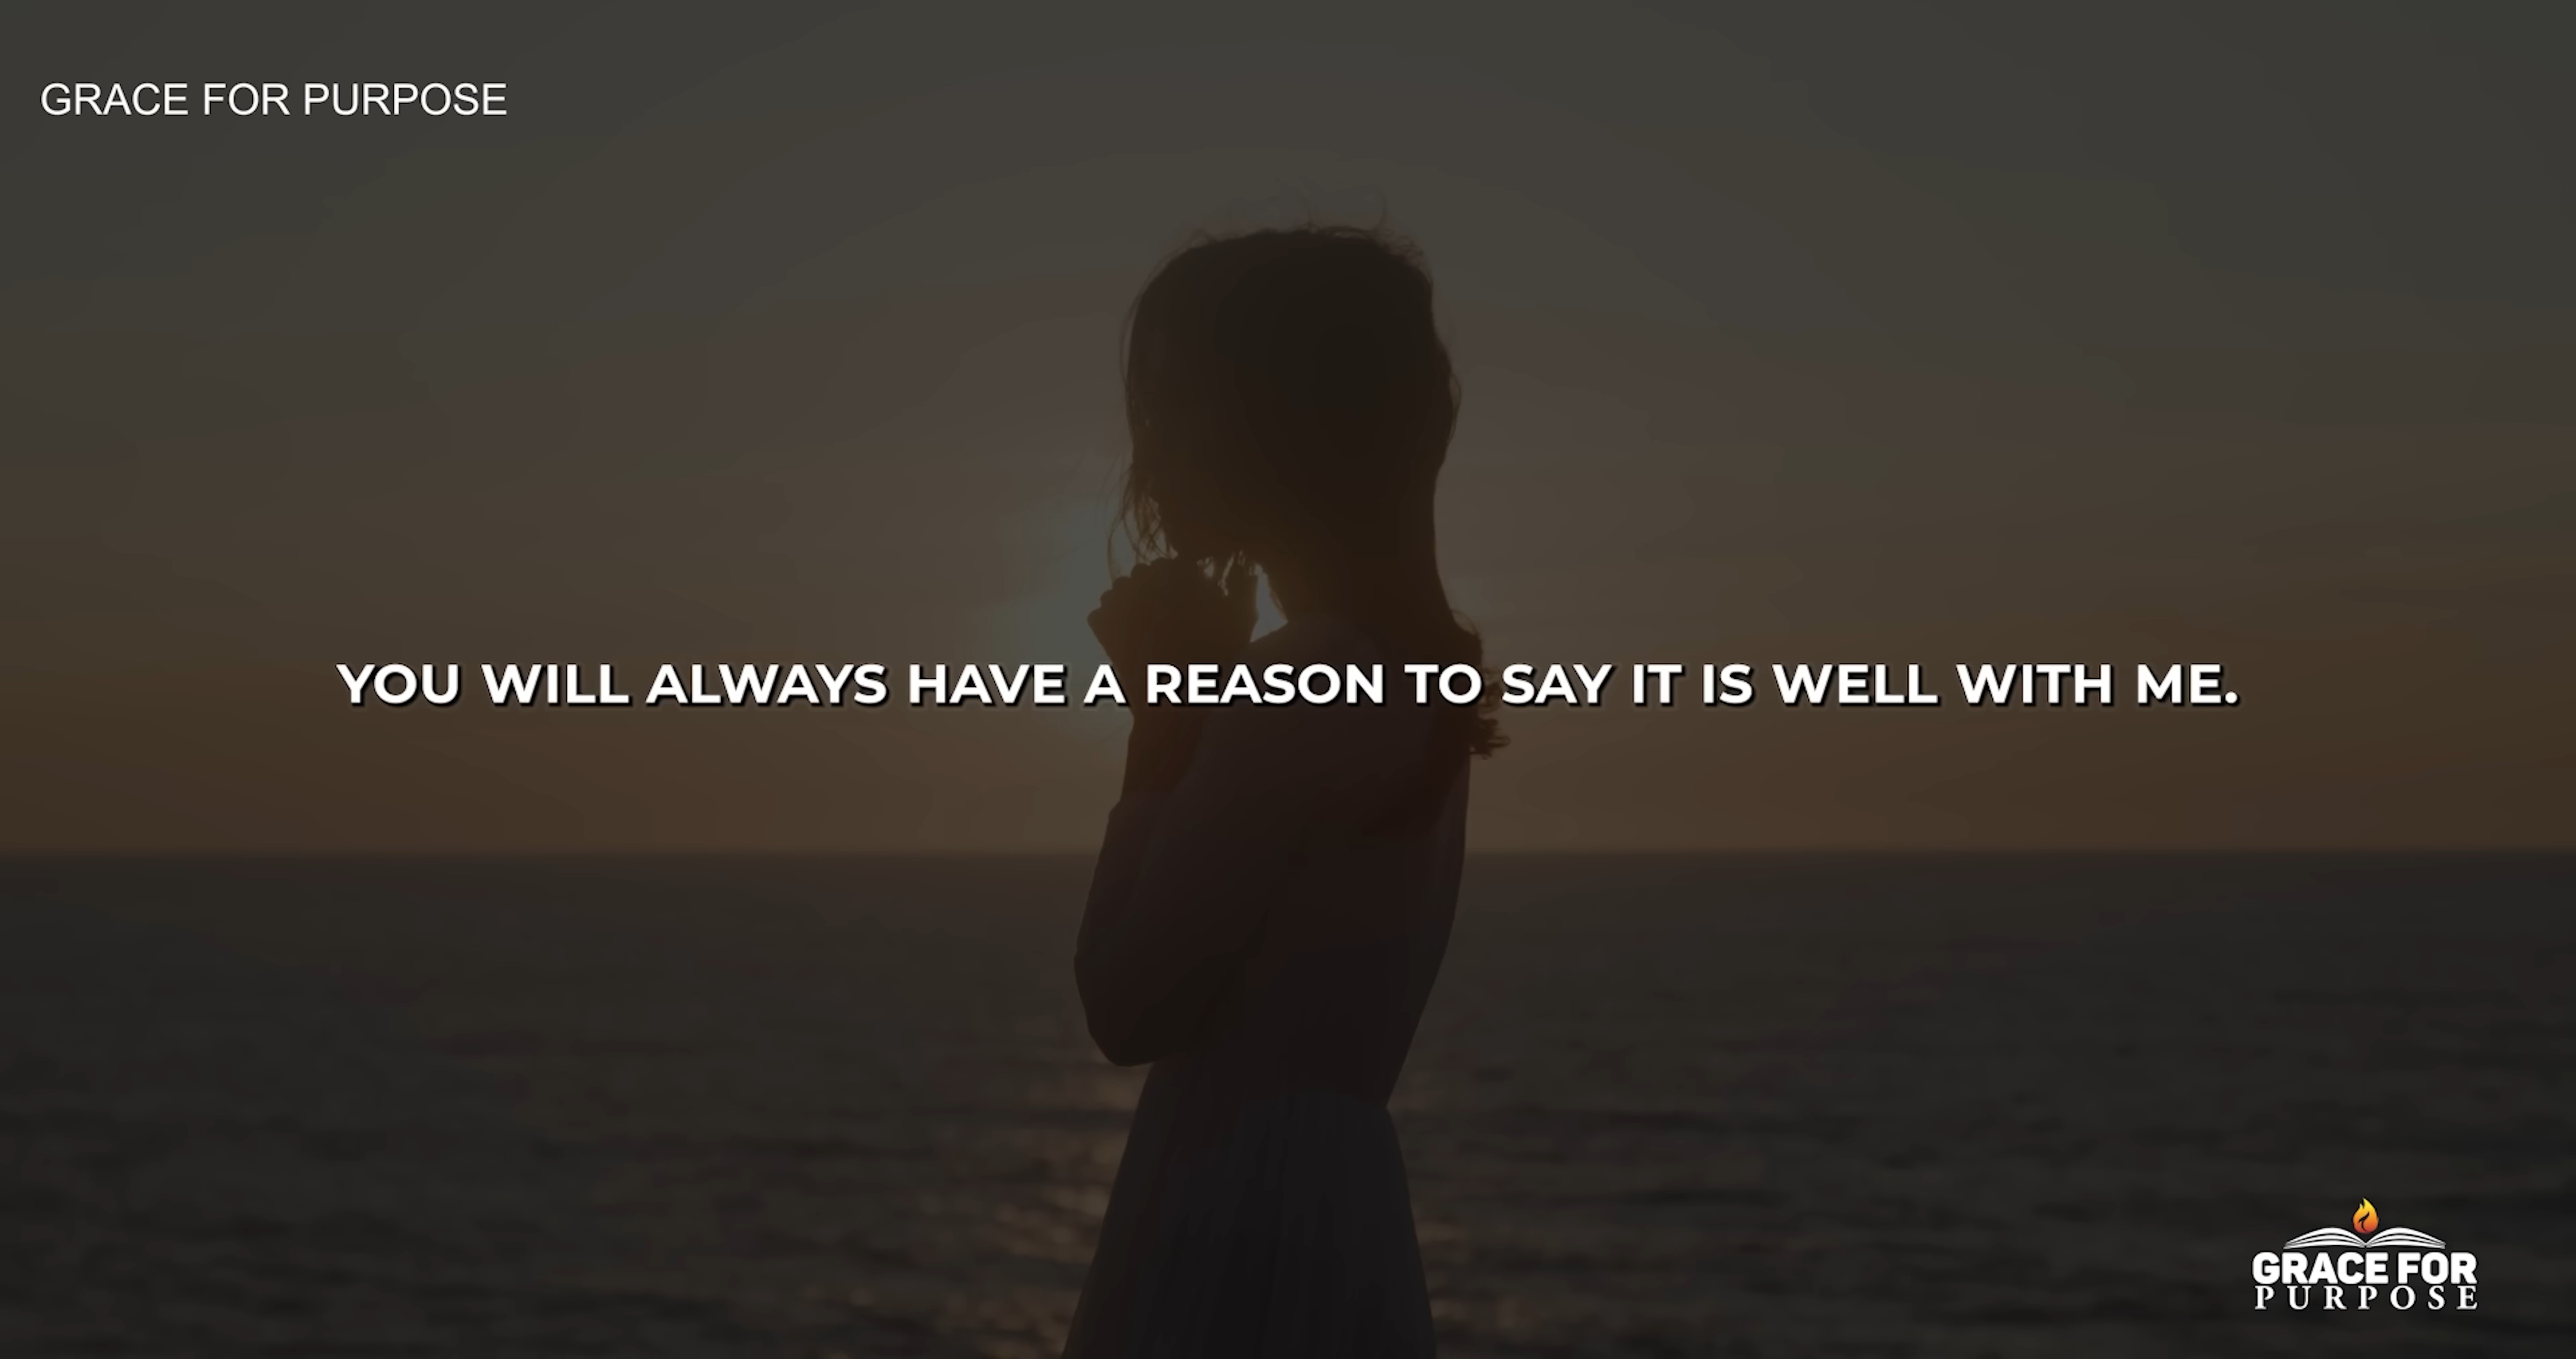 GRACE FOR PURPOSE
YOU WILL ALWAYS HAVE A REASON TO SAY IT IS WELL WITH ME.
GRACE FOR
PURPOSE